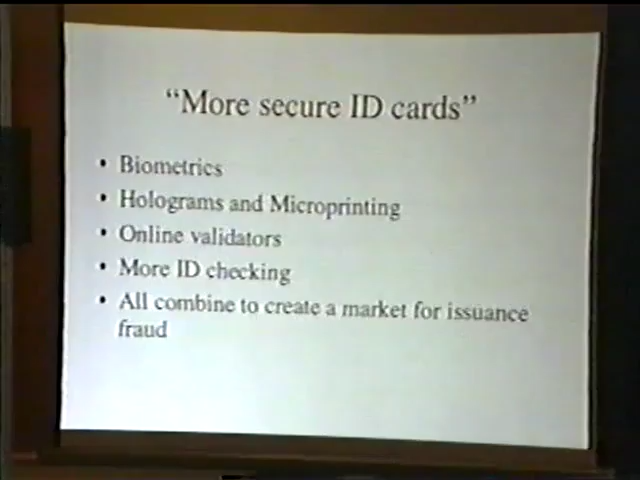 “More secure ID cards”
• Biometrics
• Holograms and Microprinting
• Online validators
• More ID checking
• All combine to create a market for issuance
fraud